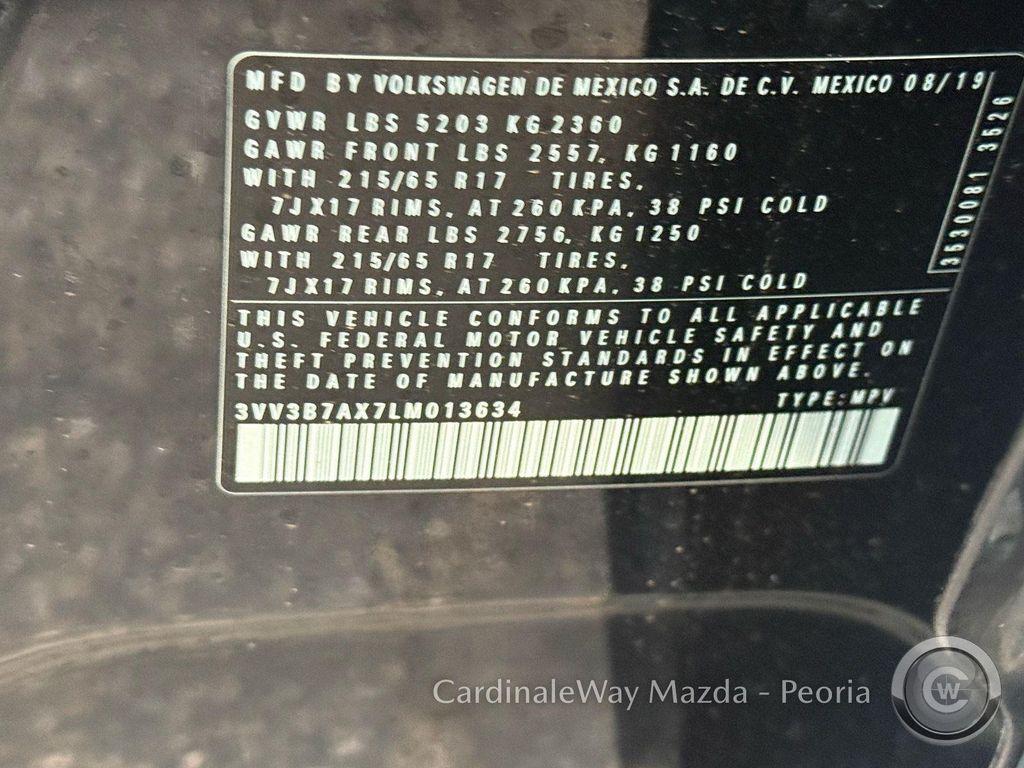 MFD BY VOLKSWAGEN DE MEXICO S.A. DE C.V. MEXICO 08/19
GVWR LBS 5203 KG 2360
GAWR FRONT LBS 2557, KG 1160
WITH 215/65 R17 TIRES,
7JX17 RIMS, AT 260 KPA, 38 PSI COLD
GAWR REAR LBS 2756, KG 1250
WITH 215/65 R17 TIRES,
7JX17 RIMS, AT 260 KPA, 38 PSI COLD
3530081 3526
THIS VEHICLE CONFORMS TO ALL APPLICABLE
U.S. FEDERAL MOTOR VEHICLE SAFETY AND
THEFT PREVENTION STANDARDS IN EFFECT ON
THE DATE OF MANUFACTURE SHOWN ABOVE.
3VV3B7AX7LM013634 TYPE: MPV
CardinaleWay Mazda - Peoria
CW